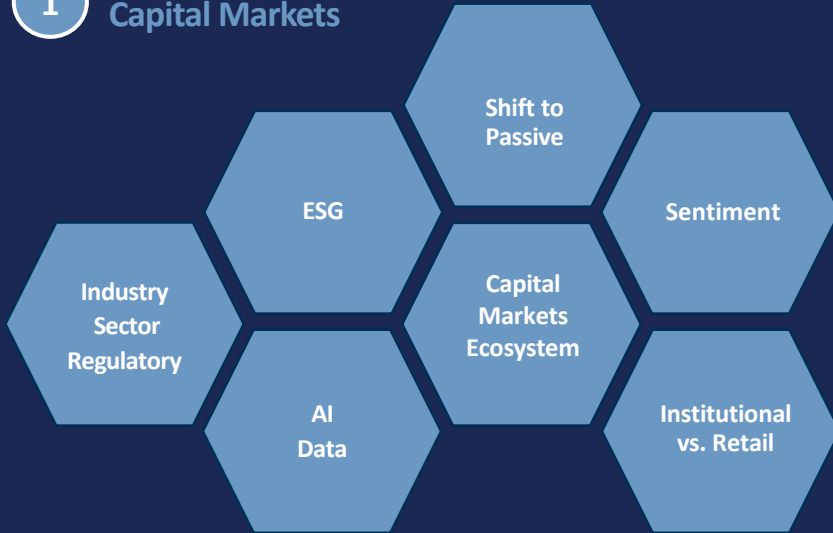 1
Capital Markets
Shift to
Passive
ESG
Sentiment
Industry
Sector
Regulatory
Capital
Markets
Ecosystem
AI
Data
Institutional
vs. Retail